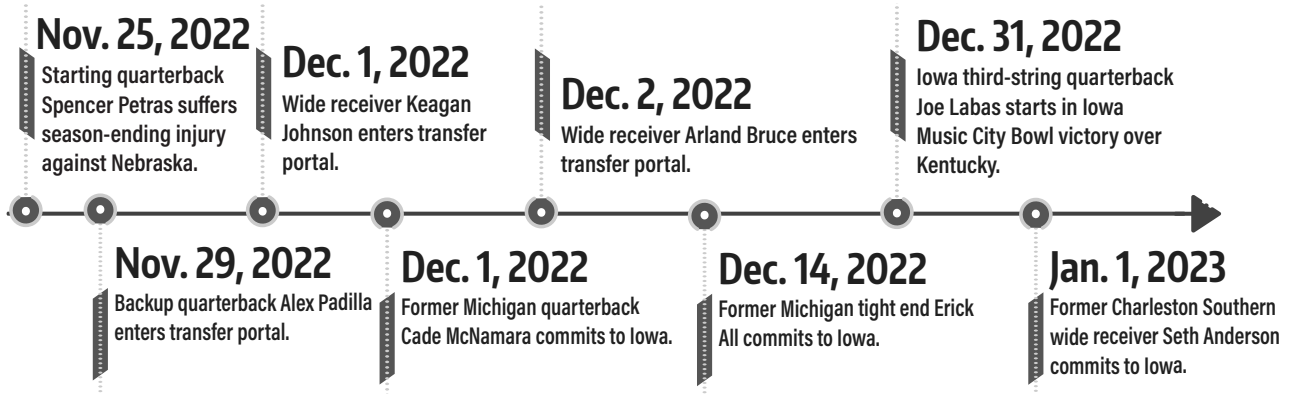 Nov. 25, 2022
Starting quarterback
Spencer Petras suffers
season-ending injury
against Nebraska.
Nov. 29, 2022
Backup quarterback Alex Padilla
enters transfer portal.
Dec. 1, 2022
Wide receiver Keagan
Johnson enters transfer
portal.
Dec. 1, 2022
Former Michigan quarterback
Cade McNamara commits to Iowa.
Dec. 2, 2022
Wide receiver Arland Bruce enters
transfer portal.
Dec. 14, 2022
Former Michigan tight end Erick
All commits to Iowa.
Dec. 31, 2022
Iowa third-string quarterback
Joe Labas starts in Iowa
Music City Bowl victory over
Kentucky.
Jan. 1, 2023
Former Charleston Southern
wide receiver Seth Anderson
commits to Iowa.